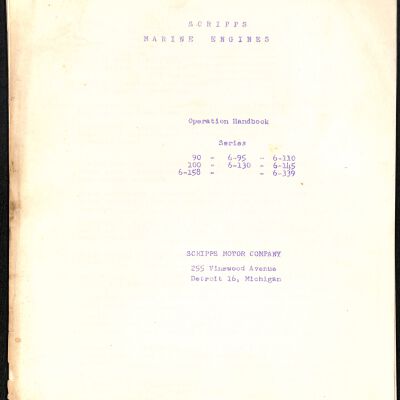 SCRIPPS
MARINE ENGINES
Operation Handbook
Series
90 - 6-95 - 6-110
100 - 6-130 - 6-145
6-158 - - 6-339
SCRIPPS MOTOR COMPANY
255 Vinewood Avenue
Detroit 16, Michigan